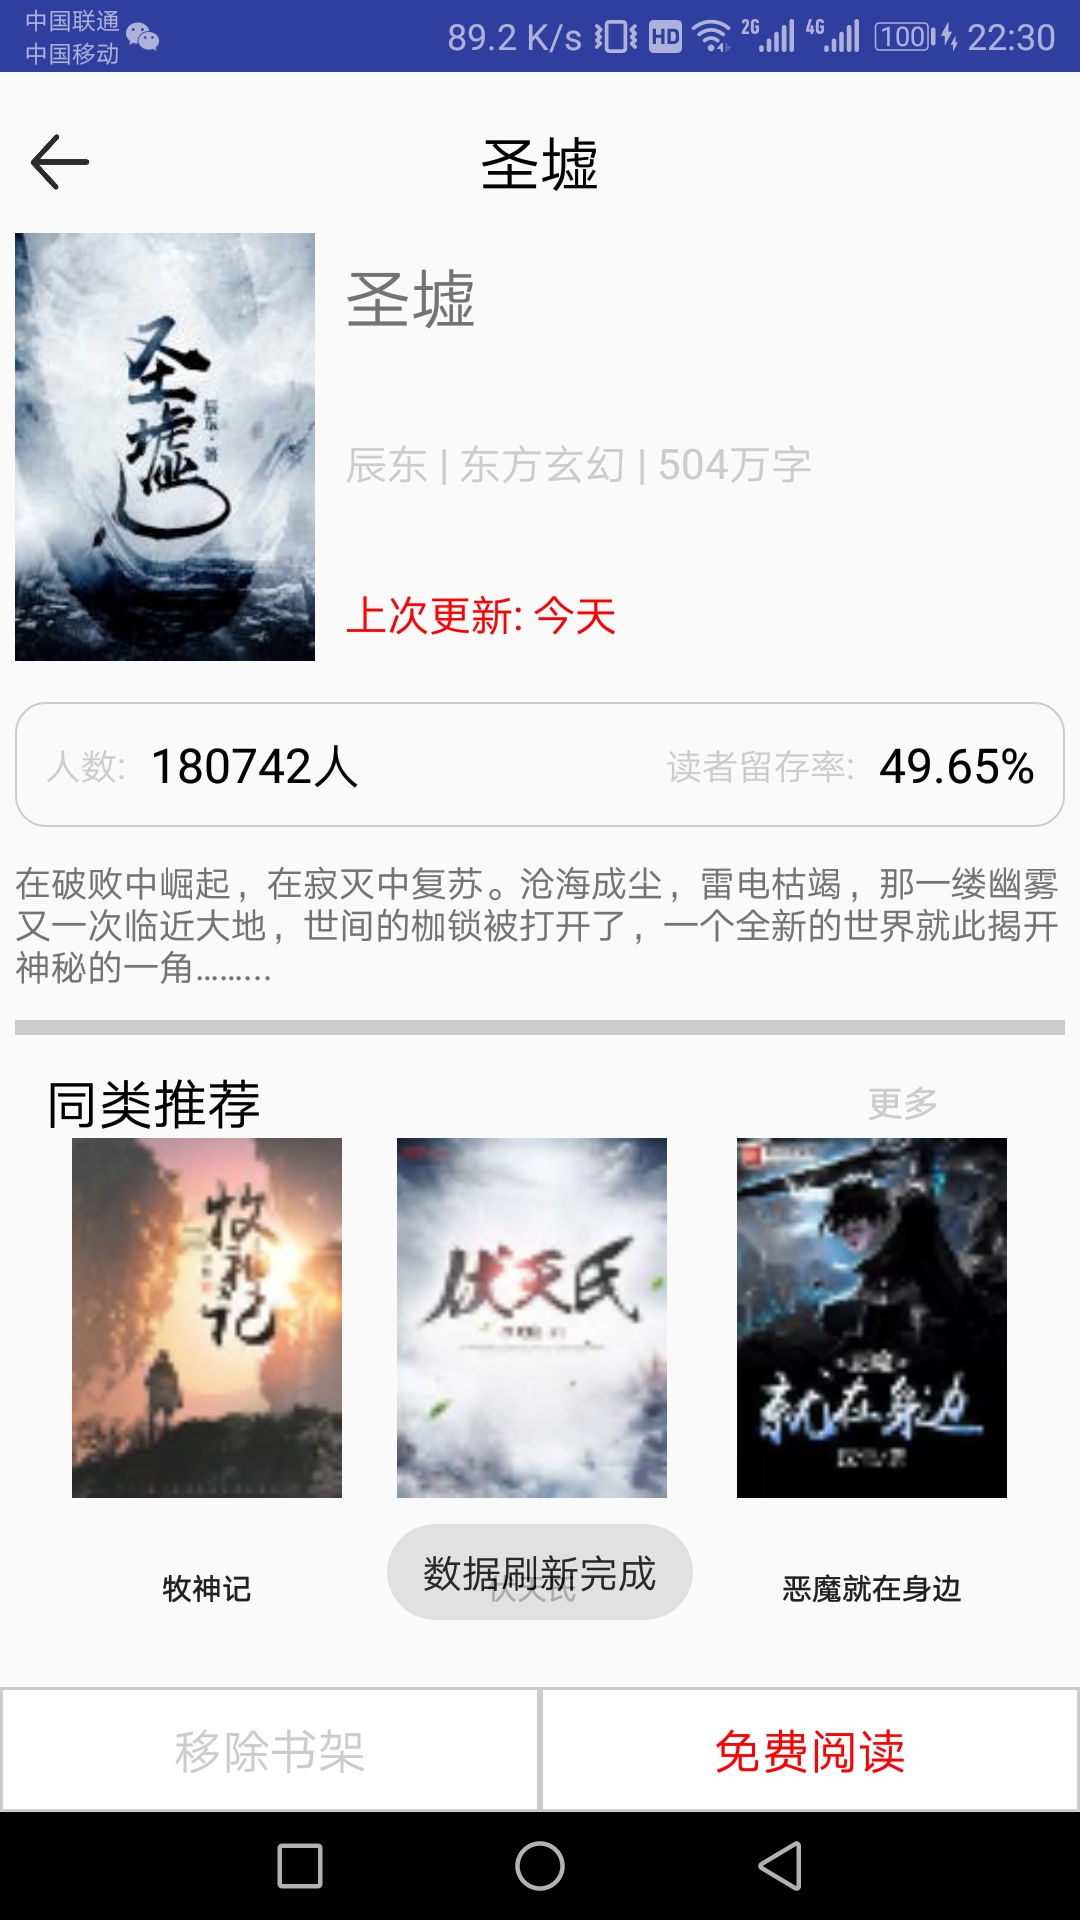 中国联通
中国移动
89.2 K/s HD 2G 4G 100 22:30
圣墟
圣墟
辰东·著
圣墟
辰东 | 东方玄幻 | 504万字
上次更新: 今天
人数: 180742人 读者留存率: 49.65%
在破败中崛起，在寂灭中复苏。沧海成尘，雷电枯竭，那一缕幽雾
又一次临近大地，世间的枷锁被打开了，一个全新的世界就此揭开
神秘的一角……...
同类推荐 更多
牧神记
伏天氏
就在身边
数据刷新完成
牧神记 伏天氏 恶魔就在身边
移除书架 免费阅读